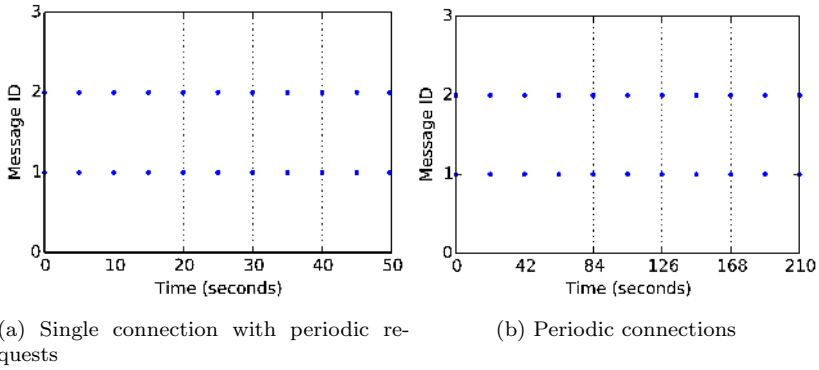 3
2
1
0
Message ID
0 10 20 30 40 50
Time (seconds)
3
2
1
0
Message ID
0 42 84 126 168 210
Time (seconds)
(a) Single connection with periodic re-
quests
(b) Periodic connections